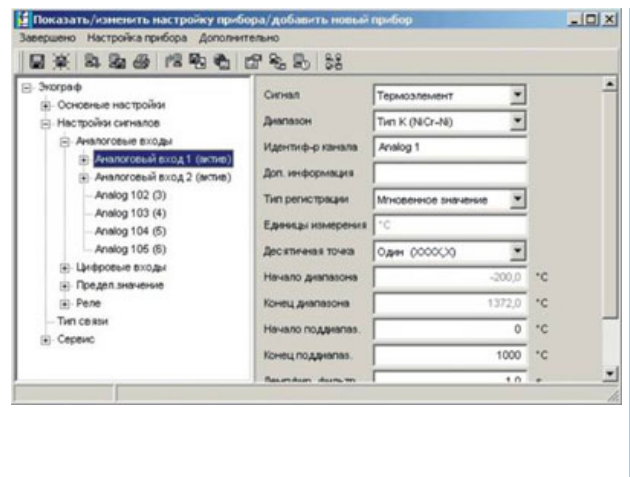 Показать/изменить настройку прибора/добавить новый прибор
Завершено Настройка прибора Дополнительно
Экограф
Основные настройки
Настройки сигналов
Аналоговые входы
Аналоговый вход 1 (актив)
Аналоговый вход 2 (актив)
Analog 102 (3)
Analog 103 (4)
Analog 104 (5)
Analog 105 (6)
Цифровые входы
Предел.значение
Реле
Тип связи
Сервис
Сигнал Термоэлемент
Диапазон Тип K (NiCr-Ni)
Идентиф-р канала Analog 1
Доп. информация
Тип регистрации Мгновенное значение
Единицы измерения °C
Десятичная точка Один (XXXX,X)
Начало диапазона -200,0 °C
Конец диапазона 1372,0 °C
Начало поддиапаз. 0 °C
Конец поддиапаз. 1000 °C
фильтр 1,0 s